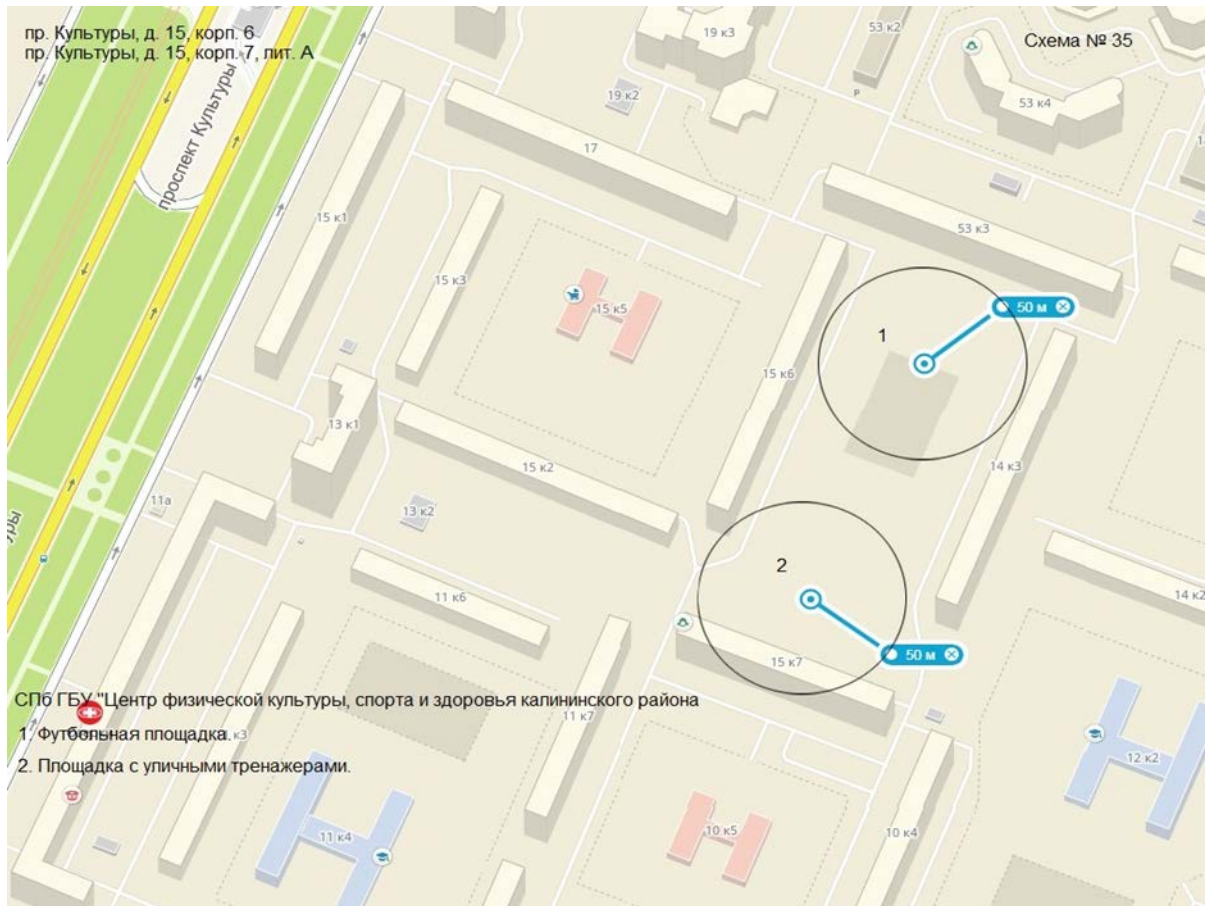 пр. Культуры, д. 15, корп. 6
пр. Культуры, д. 15, корп. 7, лит. А
Схема № 35
19 к3
53 к2
проспект Культуры
19 к2
P
53 к4
17
15 к1
53 к3
15 к3
15 к5
50 м
1
15 к6
13 к1
15 к2
14 к3
11а
13 к2
2
11 к6
14 к2
15 к7
50 м
СПб ГБУ "Центр физической культуры, спорта и здоровья калининского района
11 к7
1. Футбольная площадка.
к3
2. Площадка с уличными тренажерами.
12 к2
11 к4
10 к5
10 к4